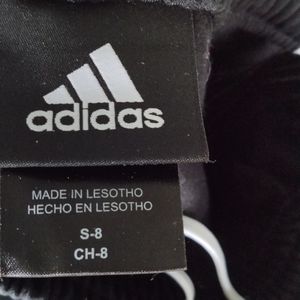 adidas
MADE IN LESOTHO
HECHO EN LESOTHO
S-8
CH-8